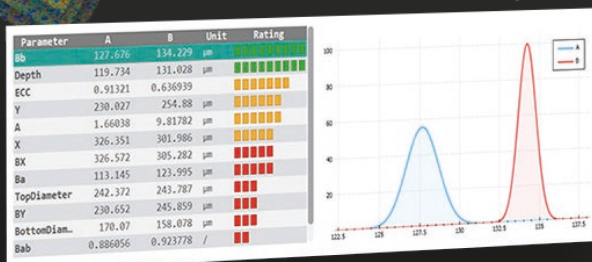 Parameter A B Unit Rating
Bb 127.676 134.229 µm
Depth 119.734 131.028 µm
ECC 0.91321 0.636939
Y 230.027 254.88 µm
A 1.66038 9.81782 µm
X 326.351 301.986 µm
BX 326.572 305.282 µm
Ba 113.145 123.995 µm
TopDiameter 242.372 243.787 µm
BY 230.652 245.859 µm
BottomDiam… 170.07 158.078 µm
Bab 0.886056 0.923778 /
100
80
60
40
20
122.5 125 127.5 130 132.5 135 137.5
A
B